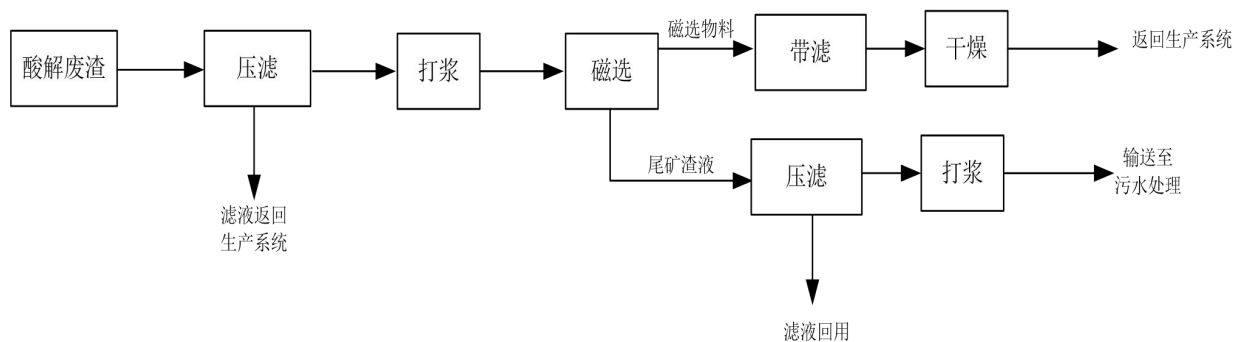 磁选物料
酸解废渣
压滤
打浆
磁选
带滤
干燥
返回生产系统
尾矿渣液
压滤
打浆
输送至
污水处理
滤液返回
生产系统
滤液回用